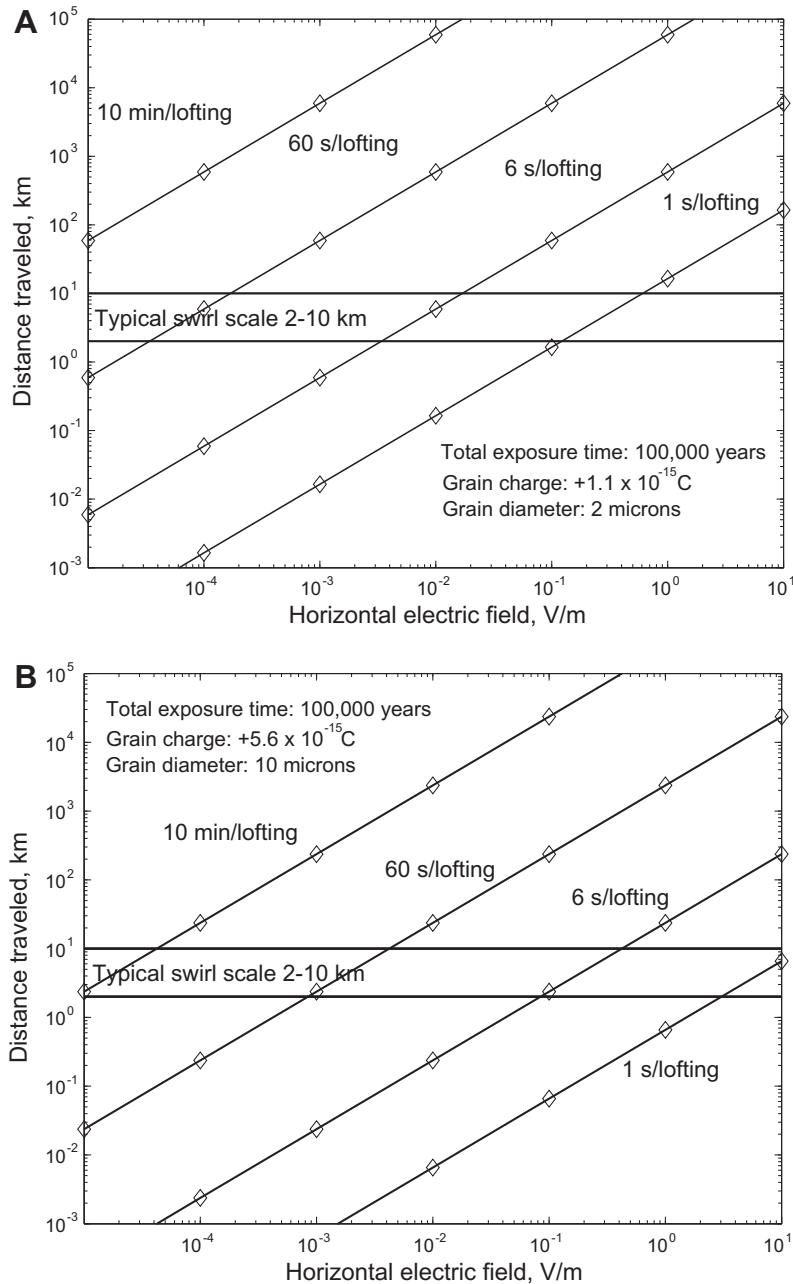 A
10^5
10^4
10^3
10^2
10^1
10^0
10^-1
10^-2
10^-3
Distance traveled, km
10 min/lofting
60 s/lofting
6 s/lofting
1 s/lofting
Typical swirl scale 2-10 km
Total exposure time: 100,000 years
Grain charge: +1.1 x 10^-15 C
Grain diameter: 2 microns
10^-4 10^-3 10^-2 10^-1 10^0 10^1
Horizontal electric field, V/m
B
10^5
10^4
10^3
10^2
10^1
10^0
10^-1
10^-2
10^-3
Distance traveled, km
Total exposure time: 100,000 years
Grain charge: +5.6 x 10^-15 C
Grain diameter: 10 microns
10 min/lofting
60 s/lofting
6 s/lofting
Typical swirl scale 2-10 km
1 s/lofting
10^-4 10^-3 10^-2 10^-1 10^0 10^1
Horizontal electric field, V/m